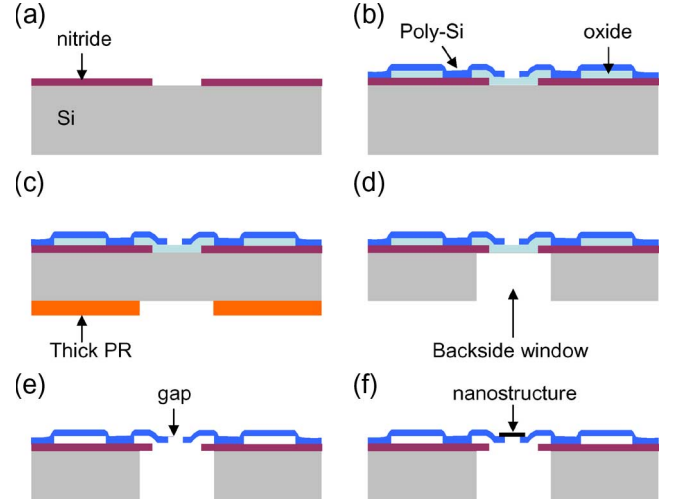 (a)
nitride
Si
(b)
Poly-Si
oxide
(c)
Thick PR
(d)
Backside window
(e)
gap
(f)
nanostructure